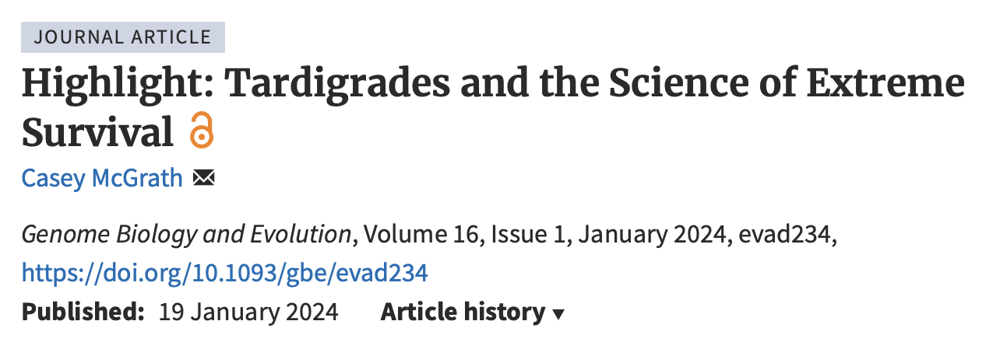 JOURNAL ARTICLE
Highlight: Tardigrades and the Science of Extreme
Survival
Casey McGrath
Genome Biology and Evolution, Volume 16, Issue 1, January 2024, evad234,
https://doi.org/10.1093/gbe/evad234
Published: 19 January 2024 Article history ▼